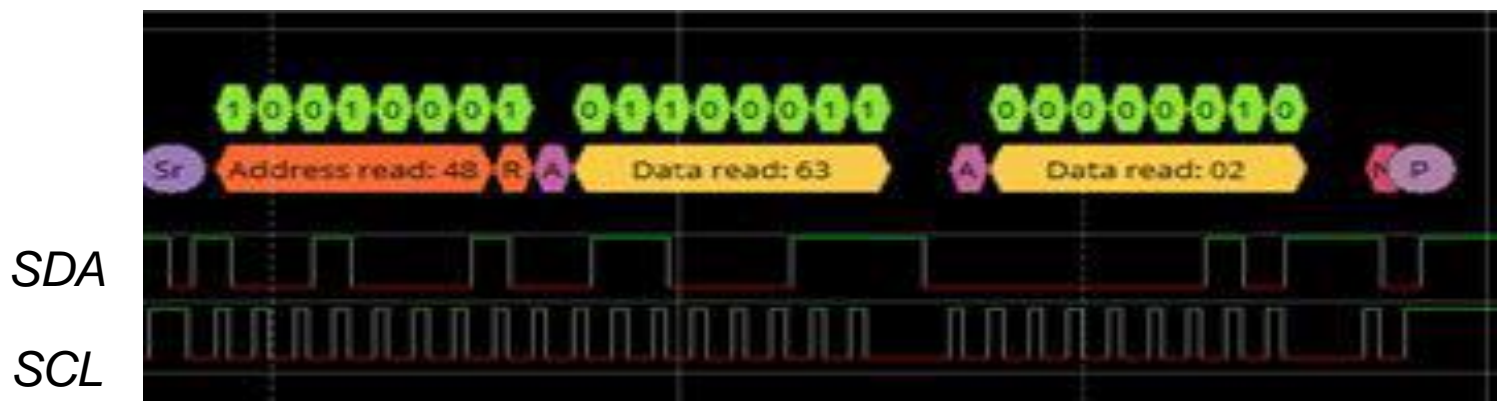 1 0 0 1 0 0 0 1 0 1 1 0 0 0 1 1 0 0 0 0 0 0 1 0
Sr Address read: 48 R A Data read: 63 A Data read: 02 N P
SDA
SCL